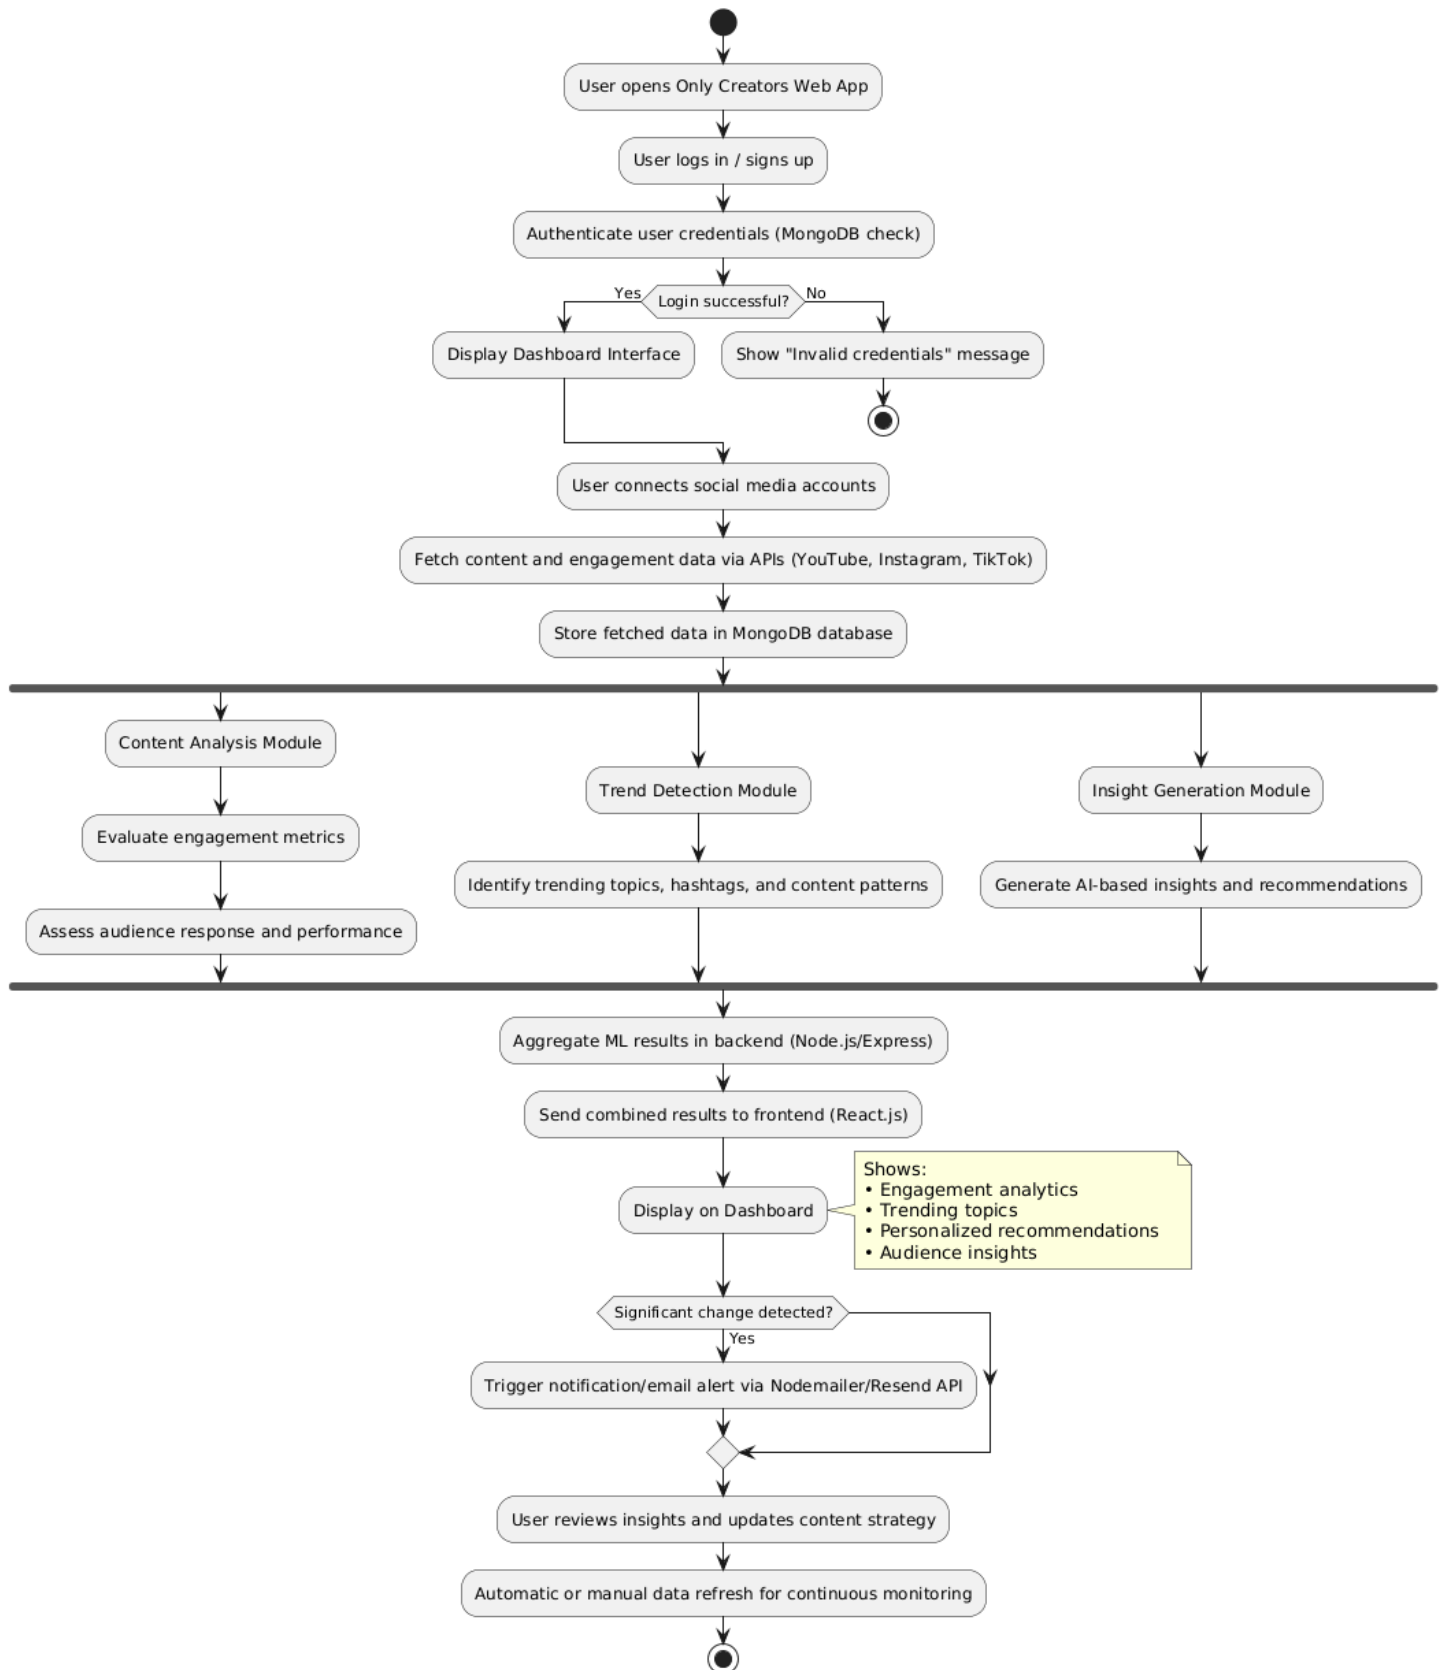 User opens Only Creators Web App
User logs in / signs up
Authenticate user credentials (MongoDB check)
Yes
Login successful?
No
Display Dashboard Interface
Show "Invalid credentials" message
User connects social media accounts
Fetch content and engagement data via APIs (YouTube, Instagram, TikTok)
Store fetched data in MongoDB database
Content Analysis Module
Evaluate engagement metrics
Assess audience response and performance
Trend Detection Module
Identify trending topics, hashtags, and content patterns
Insight Generation Module
Generate AI-based insights and recommendations
Aggregate ML results in backend (Node.js/Express)
Send combined results to frontend (React.js)
Display on Dashboard
Shows:
• Engagement analytics
• Trending topics
• Personalized recommendations
• Audience insights
Significant change detected?
Yes
Trigger notification/email alert via Nodemailer/Resend API
User reviews insights and updates content strategy
Automatic or manual data refresh for continuous monitoring